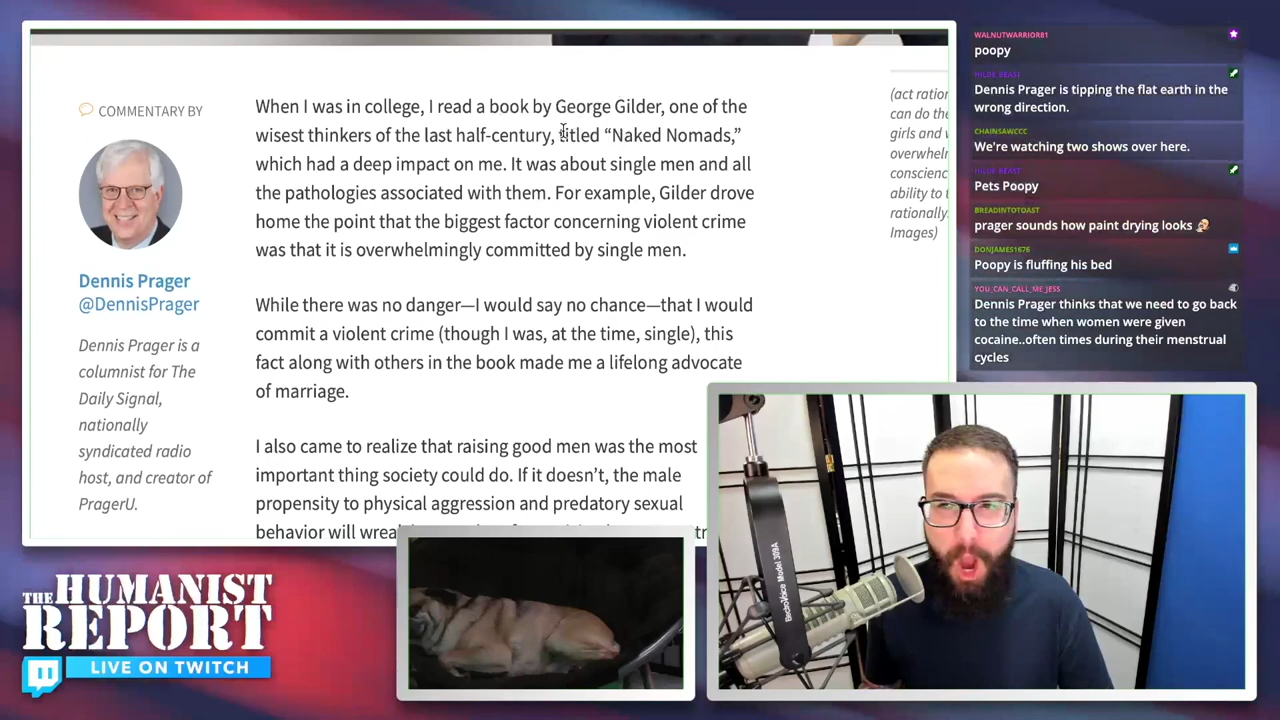 COMMENTARY BY
Dennis Prager
@DennisPrager
Dennis Prager is a
columnist for The
Daily Signal,
nationally
syndicated radio
host, and creator of
PragerU.
When I was in college, I read a book by George Gilder, one of the
wisest thinkers of the last half-century, titled “Naked Nomads,”
which had a deep impact on me. It was about single men and all
the pathologies associated with them. For example, Gilder drove
home the point that the biggest factor concerning violent crime
was that it is overwhelmingly committed by single men.
While there was no danger—I would say no chance—that I would
commit a violent crime (though I was, at the time, single), this
fact along with others in the book made me a lifelong advocate
of marriage.
I also came to realize that raising good men was the most
important thing society could do. If it doesn’t, the male
propensity to physical aggression and predatory sexual
behavior will
(act
can do
girls and
ability to
rationally
Images)
WALNUTWARRIOR81
poopy
HILDE_BEAST
Dennis Prager is tipping the flat earth in the
wrong direction.
CHAINSAWCCC
We're watching two shows over here.
HILDE_BEAST
Pets Poopy
BREADINTOTOAST
prager sounds how paint drying looks
DONJAMES1676
Poopy is fluffing his bed
YOU_CAN_CALL_ME_JESS
Dennis Prager thinks that we need to go back
to the time when women were given
cocaine..often times during their menstrual
cycles
ElectroVoice Model 309A
THE HUMANIST
REPORT
LIVE ON TWITCH